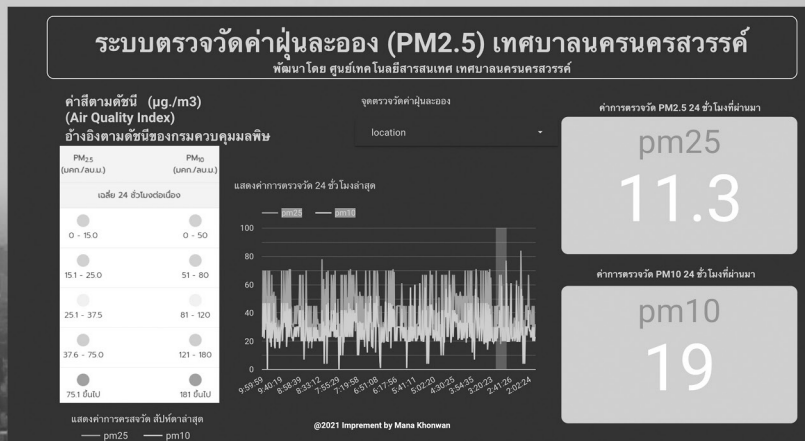 ระบบตรวจวัดค่าฝุ่นละออง (PM2.5) เทศบาลนครนครสวรรค์
พัฒนาโดย ศูนย์เทคโนโลยีสารสนเทศ เทศบาลนครนครสวรรค์
ค่าสีตามดัชนี (µg./m3)
(Air Quality Index)
อ้างอิงตามดัชนีของกรมควบคุมมลพิษ
PM2.5 PM10
(มคก./ลบ.ม.) (มคก./ลบ.ม.)
เฉลี่ย 24 ชั่วโมงต่อเนื่อง
0 - 15.0 0 - 50
15.1 - 25.0 51 - 80
25.1 - 37.5 81 - 120
37.6 - 75.0 121 - 180
75.1 ขึ้นไป 181 ขึ้นไป
แสดงค่าการครสจวัด สัปห์ดาล่าสุด
pm25 pm10
จุดตรวจวัดค่าฝุ่นละออง
location
แสดงค่าการตรวจวัด 24 ชั่วโมงล่าสุด
pm25 pm10
100
80
60
40
20
0
9:59:59 9:40:19 8:58:39 8:33:12 7:55:29 7:19:58 6:51:08 6:17:56 5:41:11 5:02:20 4:30:25 3:54:35 3:20:23 2:41:26 2:02:24
@2021 Imprement by Mana Khonwan
ค่าการตรวจวัด PM2.5 24 ชั่วโมงที่ผ่านมา
pm25
11.3
ค่าการตรวจวัด PM10 24 ชั่วโมงที่ผ่านมา
pm10
19